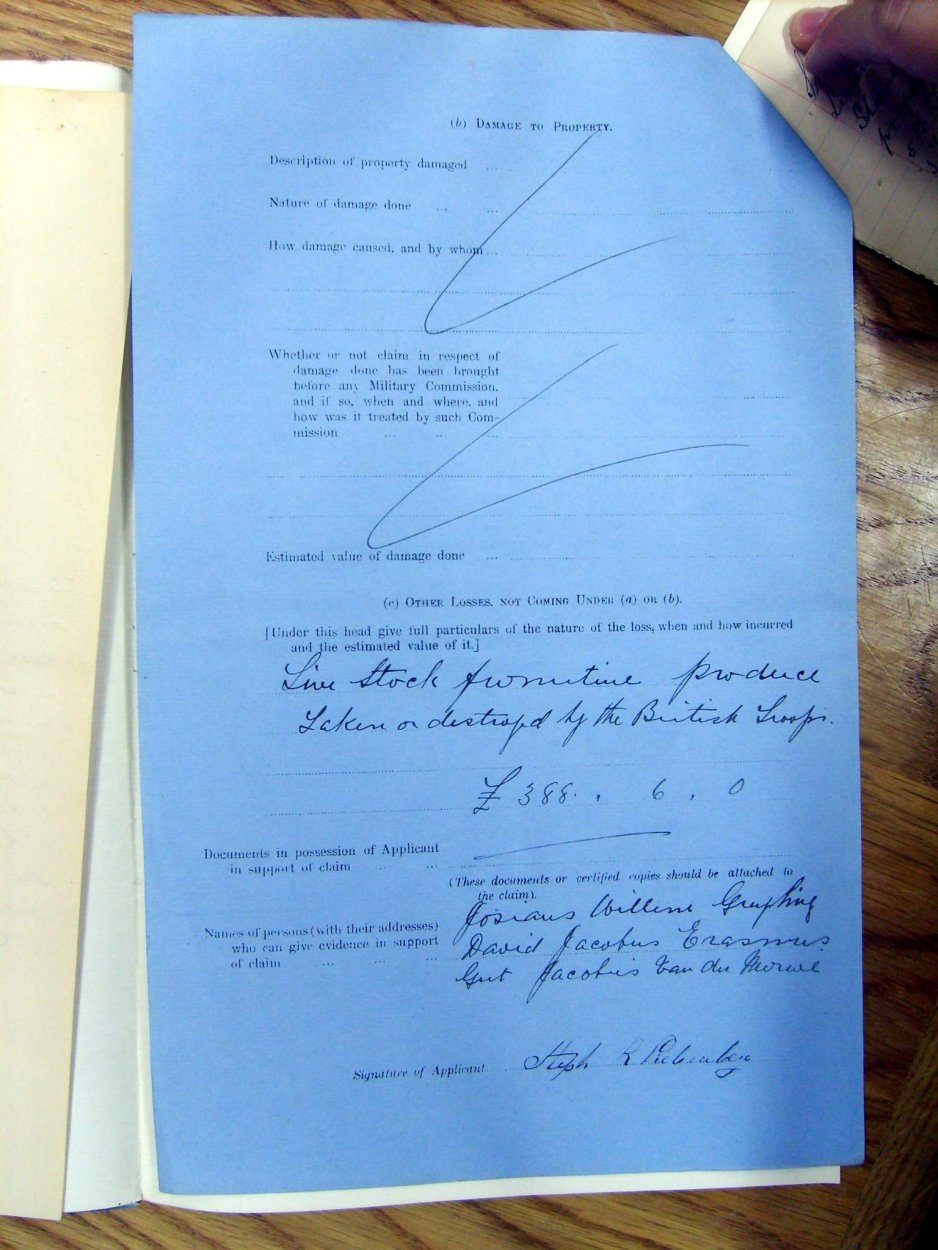 (b) DAMAGE TO PROPERTY.
Description of property damaged ...
Nature of damage done ... ...
How damage caused, and by whom ...
Whether or not claim in respect of
damage done has been brought
before any Military Commission,
and if so, when and where, and
how was it treated by such Com-
mission ... ... ...
Estimated value of damage done ...
(c) OTHER LOSSES, NOT COMING UNDER (a) OR (b).
[Under this head give full particulars of the nature of the loss, when and how incurred
and the estimated value of it.]
Live Stock furnitine produce
Taken or destroyd by the British Troops.
£ 388 . 6 . 0
Documents in possession of Applicant
in support of claim ... ...
(These documents or certified copies should be attached to
the claim).
Names of persons (with their addresses)
who can give evidence in support
of claim ... ... ...
Willem
David Jacobus Erasmus
Gert Jacobus Van der Merwe
Signature of Applicant ...
Steph